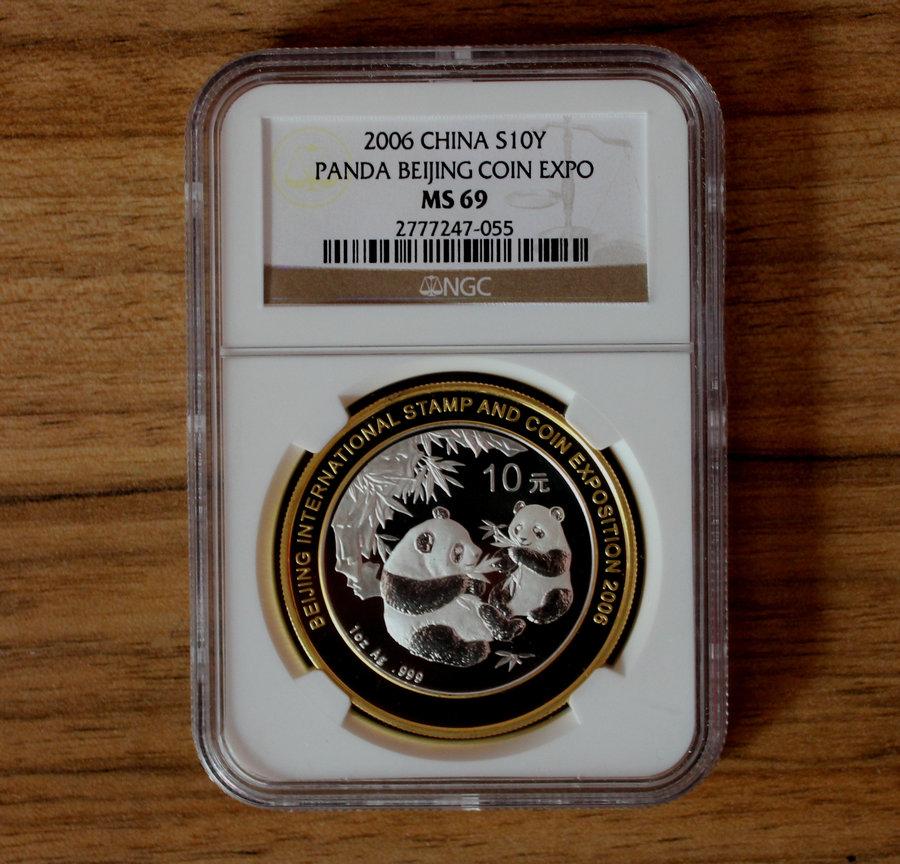 2006 CHINA S10Y
PANDA BEIJING COIN EXPO
MS 69
2777247-055
NGC
BEIJING INTERNATIONAL STAMP AND COIN EXPOSITION 2006
10元
1oz Ag .999